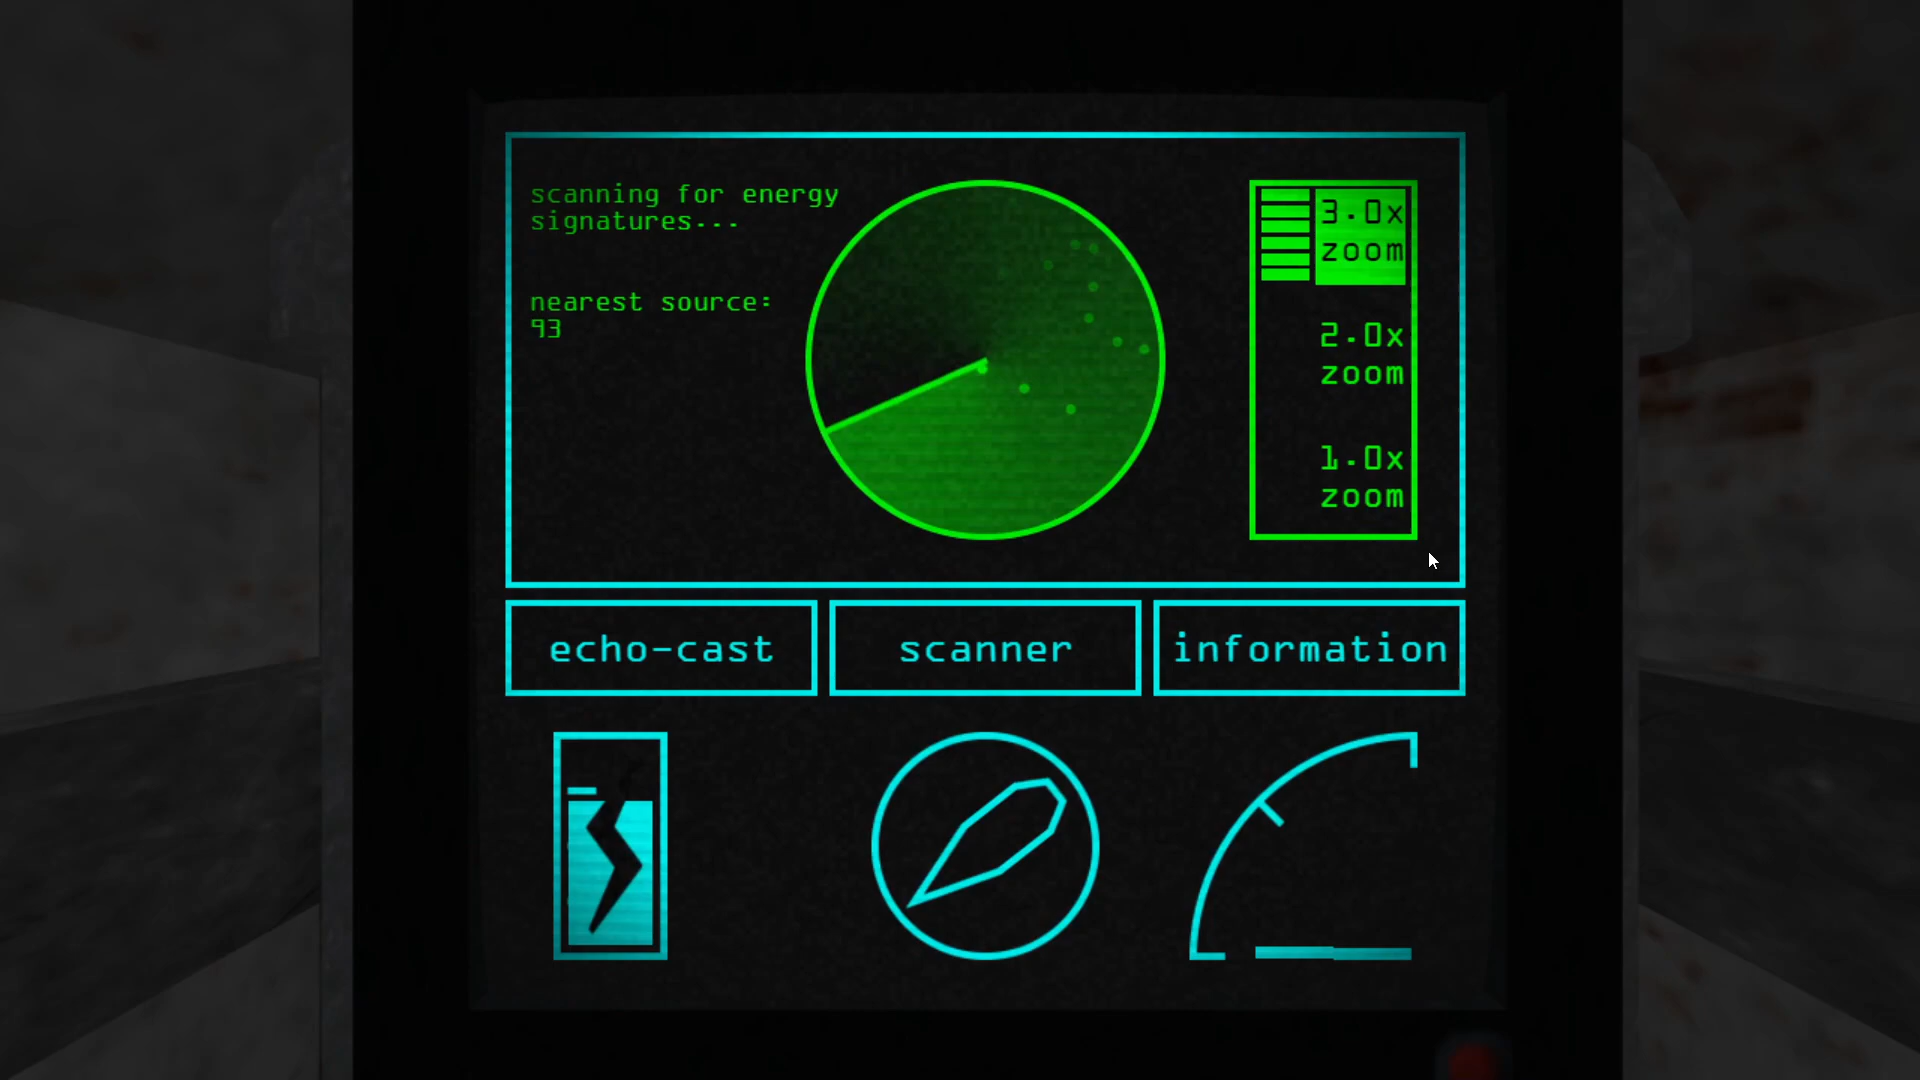 scanning for energy
signatures...
nearest source:
93
3.0x
zoom
2.0x
zoom
1.0x
zoom
echo-cast
scanner
information